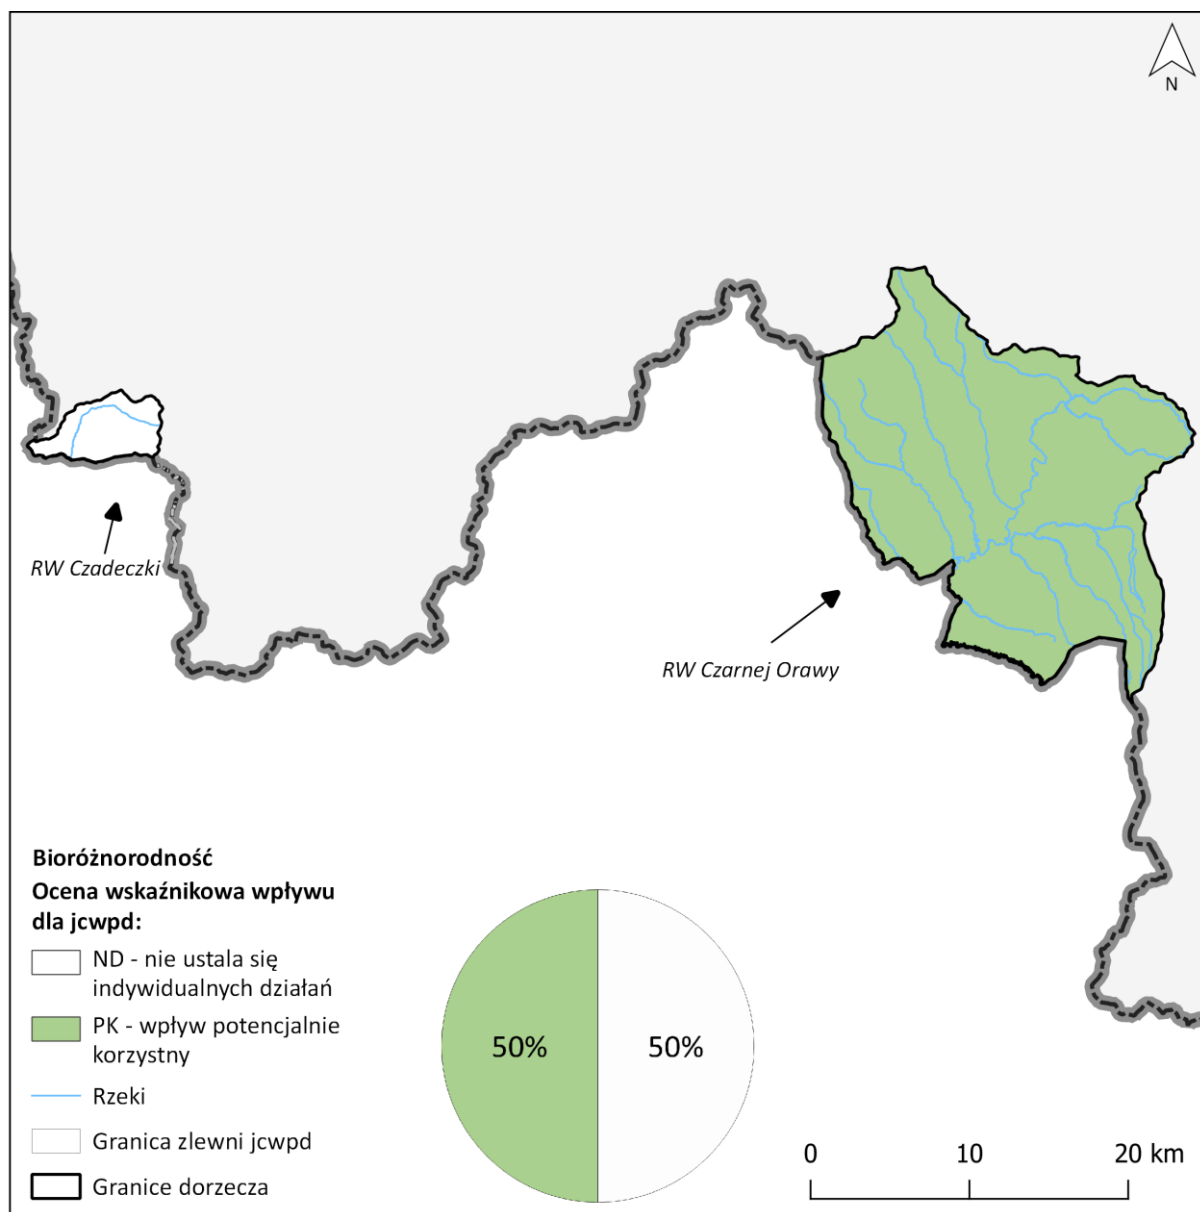 N
RW Czadeczki
RW Czarnej Orawy
Bioróżnorodność
Ocena wskaźnikowa wpływu
dla jcwpd:
ND - nie ustala się
indywidualnych działań
PK - wpływ potencjalnie
korzystny
Rzeki
Granica zlewni jcwpd
Granice dorzecza
50%
50%
0 10 20 km